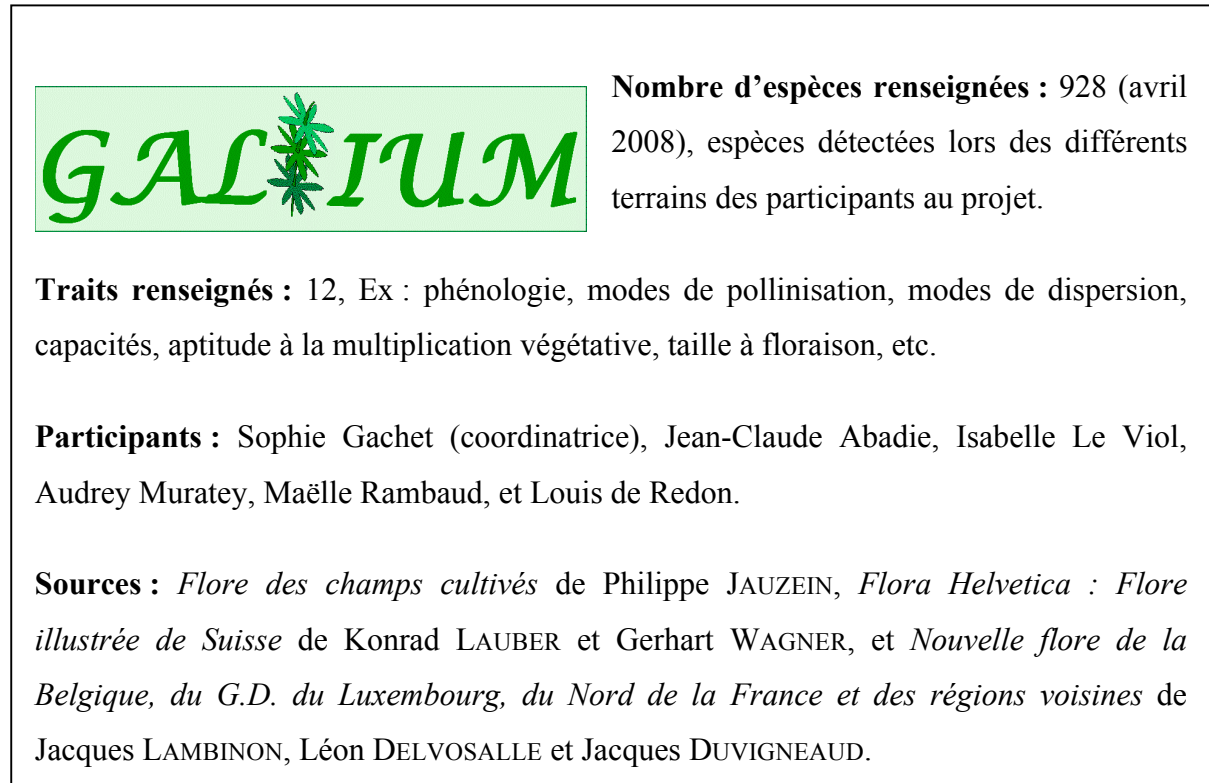 GALIUM
Nombre d’espèces renseignées : 928 (avril
2008), espèces détectées lors des différents
terrains des participants au projet.
Traits renseignés : 12, Ex : phénologie, modes de pollinisation, modes de dispersion,
capacités, aptitude à la multiplication végétative, taille à floraison, etc.
Participants : Sophie Gachet (coordinatrice), Jean-Claude Abadie, Isabelle Le Viol,
Audrey Muratey, Maëlle Rambaud, et Louis de Redon.
Sources : Flore des champs cultivés de Philippe JAUZEIN, Flora Helvetica : Flore
illustrée de Suisse de Konrad LAUBER et Gerhart WAGNER, et Nouvelle flore de la
Belgique, du G.D. du Luxembourg, du Nord de la France et des régions voisines de
Jacques LAMBINON, Léon DELVOSALLE et Jacques DUVIGNEAUD.